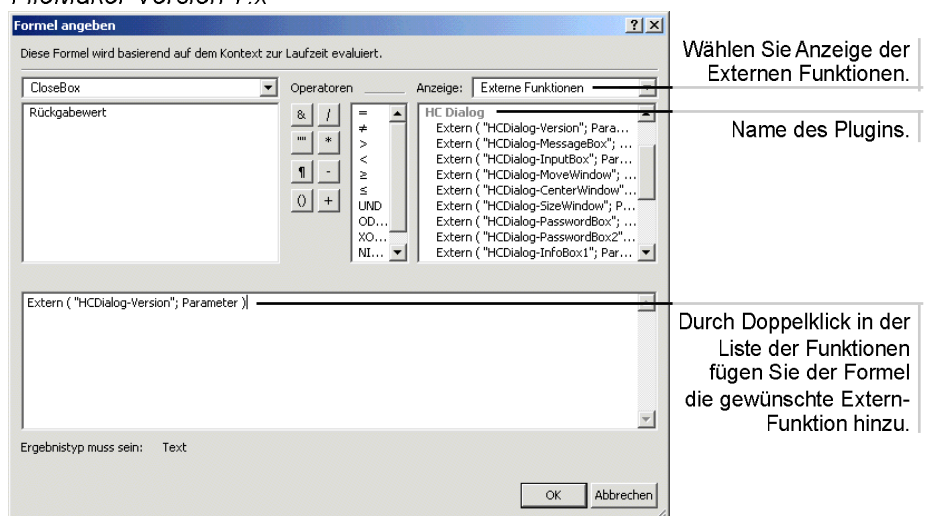 FileMaker Version 7.x
Formel angeben
Diese Formel wird basierend auf dem Kontext zur Laufzeit evaluiert.
CloseBox
Operatoren
Anzeige: Externe Funktionen
Rückgabewert
& /
"" *
¶ -
() +
=
≠
>
<
≥
≤
UND
OD...
XO...
NI...
HC Dialog
Extern ( "HCDialog-Version"; Para...
Extern ( "HCDialog-MessageBox"; ...
Extern ( "HCDialog-InputBox"; Par...
Extern ( "HCDialog-MoveWindow"; ...
Extern ( "HCDialog-CenterWindow"...
Extern ( "HCDialog-SizeWindow"; P...
Extern ( "HCDialog-PasswordBox"; ...
Extern ( "HCDialog-PasswordBox2"...
Extern ( "HCDialog-InfoBox1"; Par...
Extern ( "HCDialog-Version"; Parameter )
Ergebnistyp muss sein: Text
OK
Abbrechen
Wählen Sie Anzeige der
Externen Funktionen.
Name des Plugins.
Durch Doppelklick in der
Liste der Funktionen
fügen Sie der Formel
die gewünschte Extern-
Funktion hinzu.